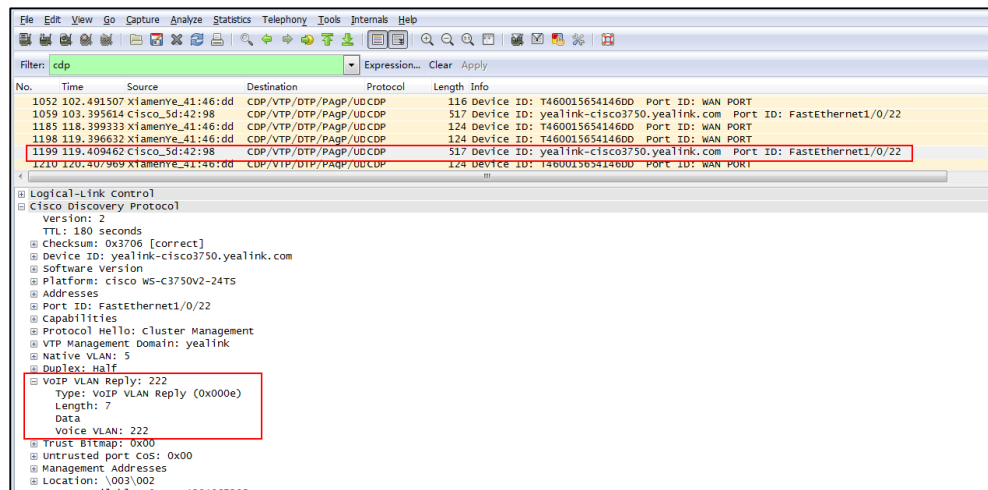 File Edit View Go Capture Analyze Statistics Telephony Tools Internals Help
Filter: cdp Expression... Clear Apply
No. Time Source Destination Protocol Length Info
1052 102.491507 XiamenYe_41:46:dd CDP/VTP/DTP/PAgP/UDCDP 116 Device ID: T460015654146DD Port ID: WAN PORT
1059 103.395614 Cisco_5d:42:98 CDP/VTP/DTP/PAgP/UDCDP 517 Device ID: yealink-cisco3750.yealink.com Port ID: FastEthernet1/0/22
1185 118.399333 XiamenYe_41:46:dd CDP/VTP/DTP/PAgP/UDCDP 124 Device ID: T460015654146DD Port ID: WAN PORT
1198 119.396632 XiamenYe_41:46:dd CDP/VTP/DTP/PAgP/UDCDP 124 Device ID: T460015654146DD Port ID: WAN PORT
1199 119.409462 Cisco_5d:42:98 CDP/VTP/DTP/PAgP/UDCDP 517 Device ID: yealink-cisco3750.yealink.com Port ID: FastEthernet1/0/22
1210 120.407969 XiamenYe_41:46:dd CDP/VTP/DTP/PAgP/UDCDP 124 Device ID: T460015654146DD Port ID: WAN PORT
Logical-Link Control
Cisco Discovery Protocol
Version: 2
TTL: 180 seconds
Checksum: 0x3706 [correct]
Device ID: yealink-cisco3750.yealink.com
Software Version
Platform: cisco WS-C3750V2-24TS
Addresses
Port ID: FastEthernet1/0/22
Capabilities
Protocol Hello: Cluster Management
VTP Management Domain: yealink
Native VLAN: 5
Duplex: Half
VoIP VLAN Reply: 222
Type: VoIP VLAN Reply (0x000e)
Length: 7
Data
Voice VLAN: 222
Trust Bitmap: 0x00
Untrusted port CoS: 0x00
Management Addresses
Location: \003\002